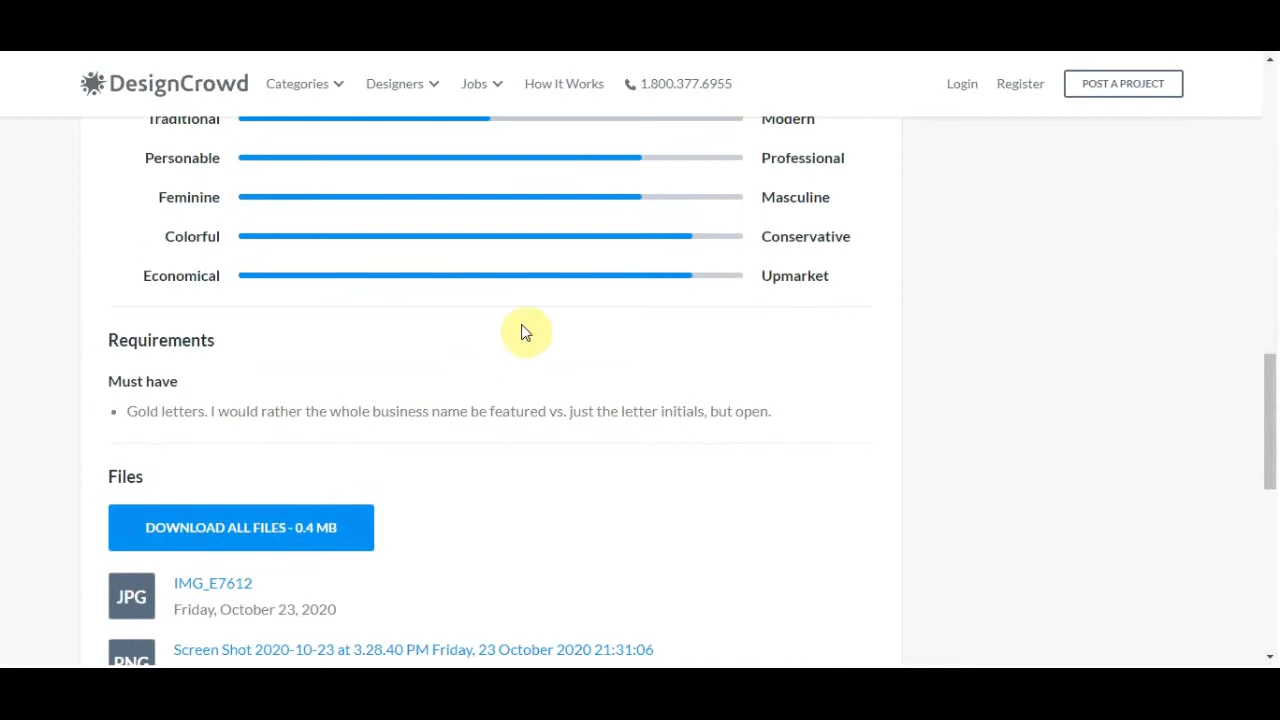 DesignCrowd Categories Designers Jobs How It Works 1.800.377.6955 Login Register POST A PROJECT
Traditional Modern
Personable Professional
Feminine Masculine
Colorful Conservative
Economical Upmarket
Requirements
Must have
• Gold letters. I would rather the whole business name be featured vs. just the letter initials, but open.
Files
DOWNLOAD ALL FILES - 0.4 MB
JPG IMG_E7612
Friday, October 23, 2020
PNG Screen Shot 2020-10-23 at 3.28.40 PM Friday, 23 October 2020 21:31:06